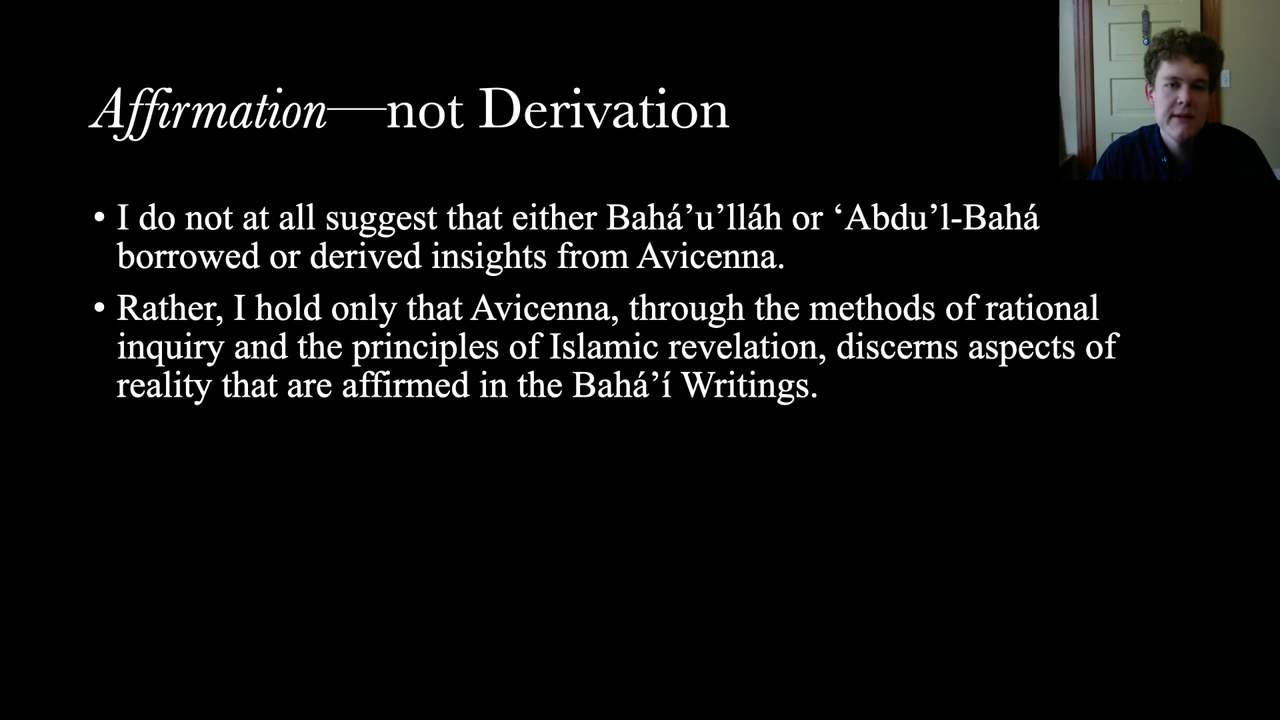 Affirmation—not Derivation
• I do not at all suggest that either Bahá’u’lláh or ‘Abdu’l-Bahá
borrowed or derived insights from Avicenna.
• Rather, I hold only that Avicenna, through the methods of rational
inquiry and the principles of Islamic revelation, discerns aspects of
reality that are affirmed in the Bahá’í Writings.